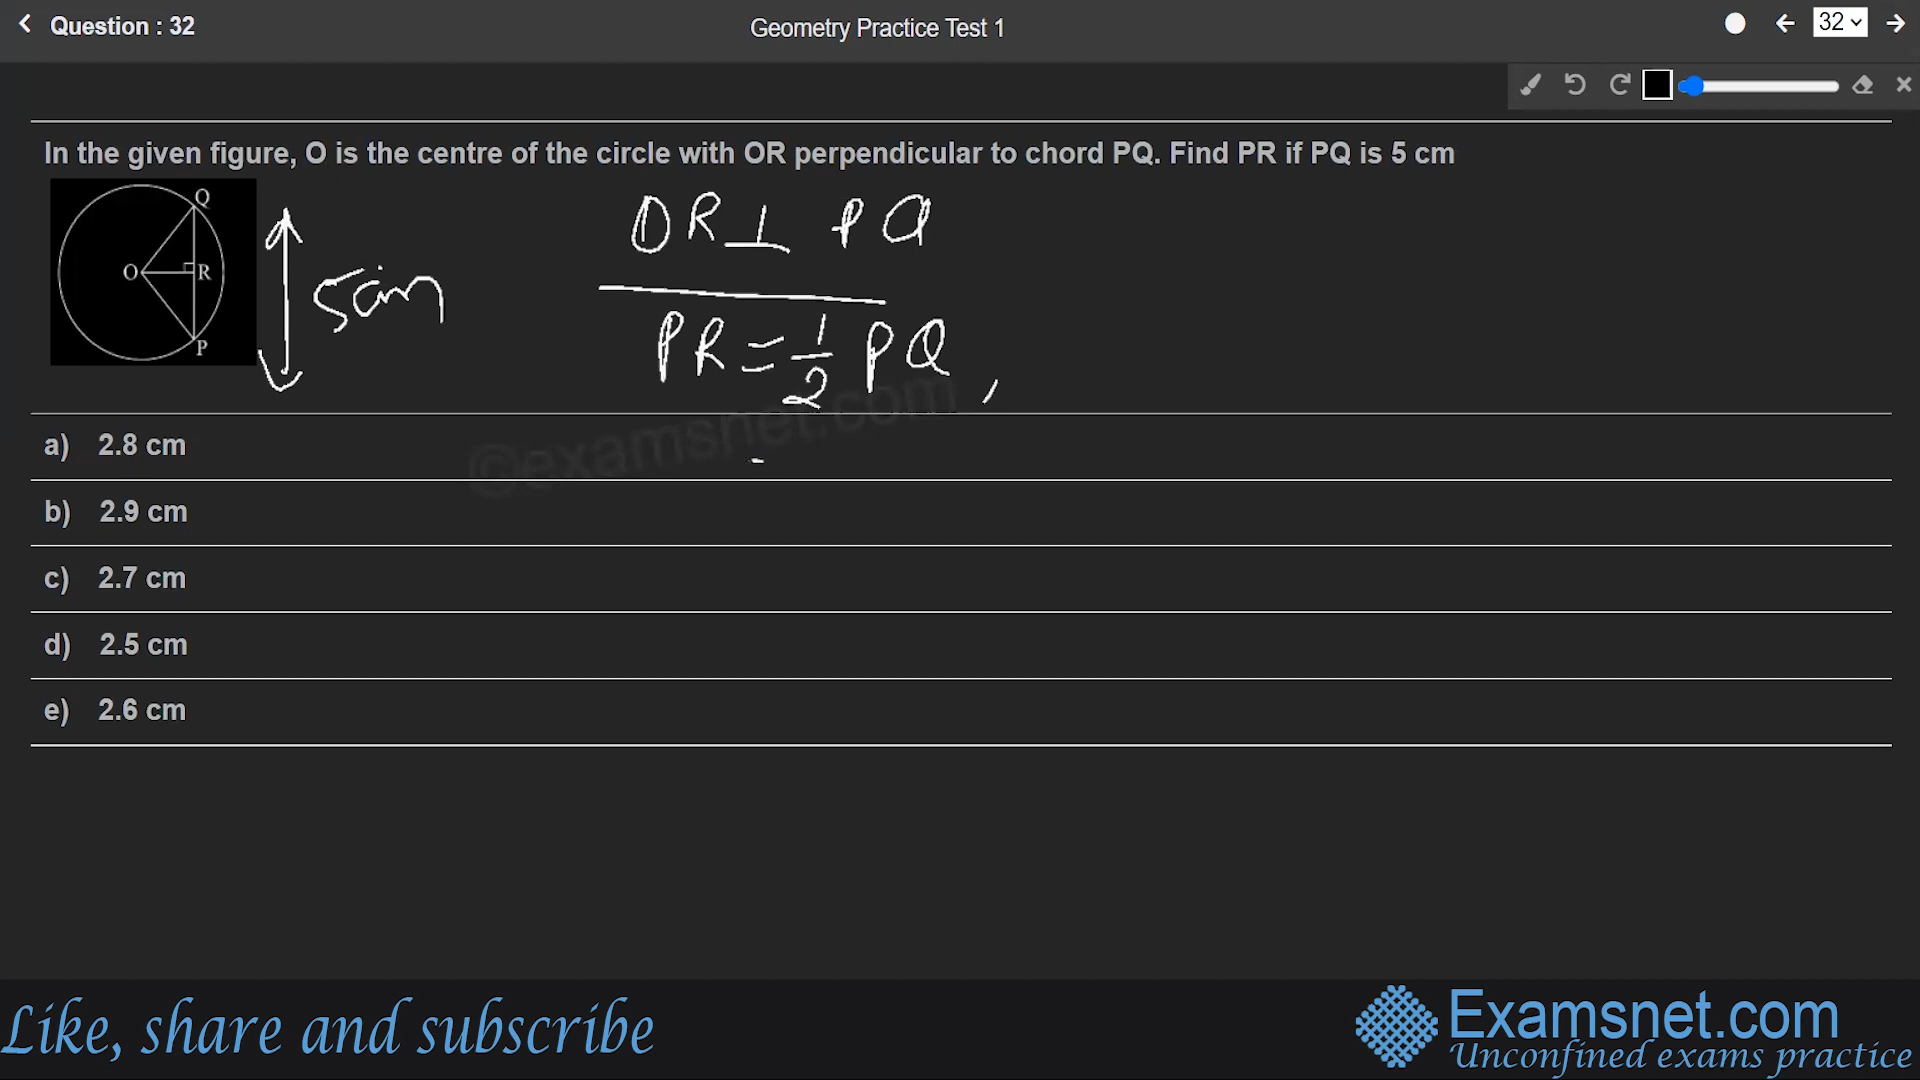 Question : 32
Geometry Practice Test 1
32
In the given figure, O is the centre of the circle with OR perpendicular to chord PQ. Find PR if PQ is 5 cm
Q
O
R
P
5cm
OR⊥ PQ
PR = 1/2 PQ,
©examsnet.com
a) 2.8 cm
b) 2.9 cm
c) 2.7 cm
d) 2.5 cm
e) 2.6 cm
Like, share and subscribe
Examsnet.com
Unconfined exams practice